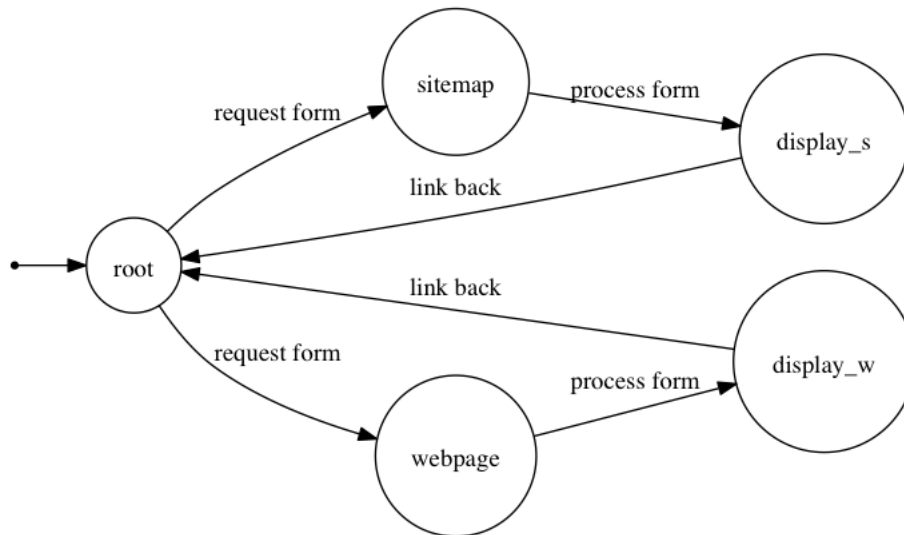 sitemap
process form
request form
display_s
link back
root
link back
request form
display_w
process form
webpage